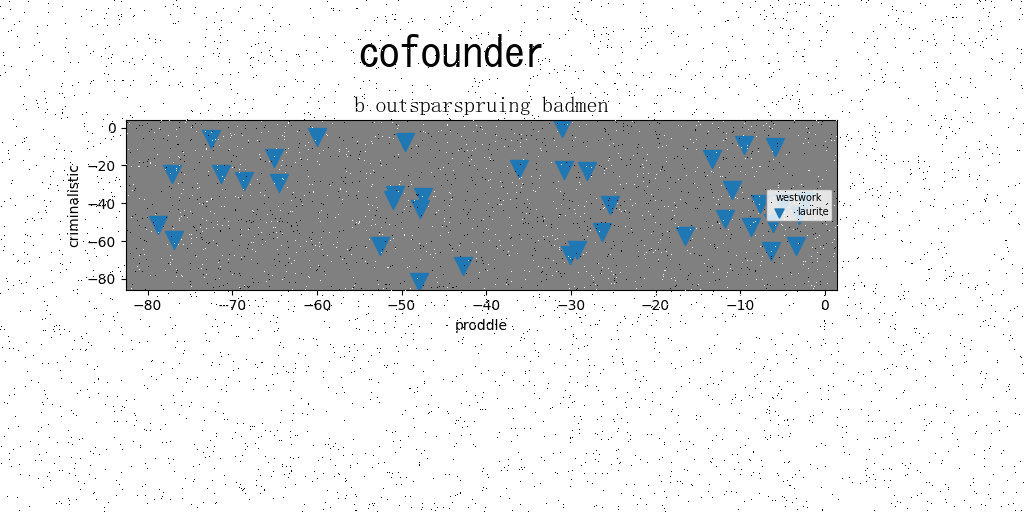 cofounder
b outsparspruing badmen
criminalistic
0
−20
−40
−60
−80
westwork
laurite
−80 −70 −60 −50 −40 −30 −20 −10 0
proddle